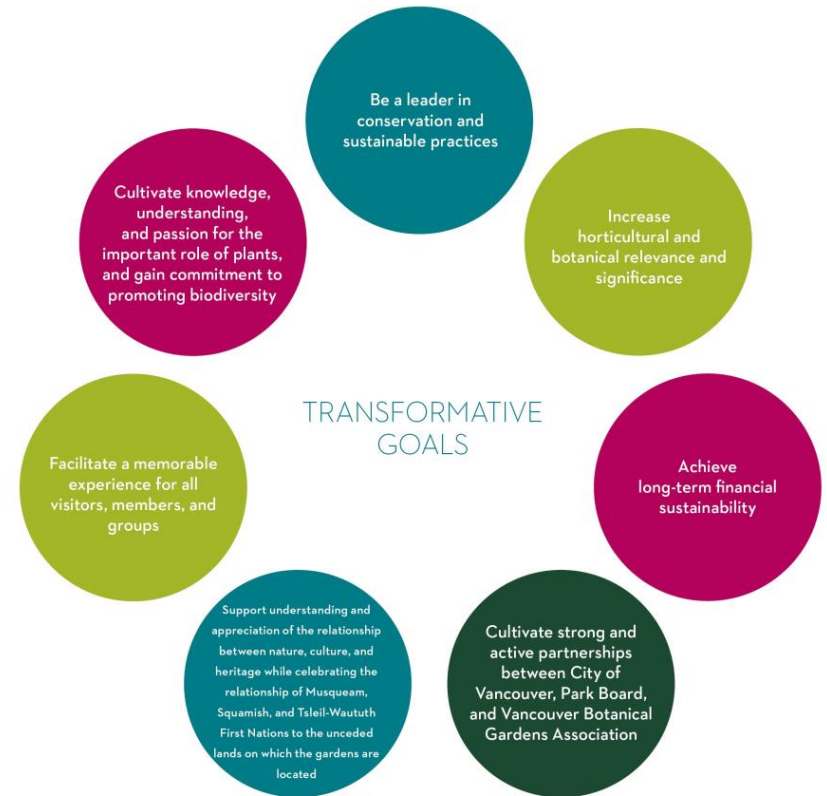 Be a leader in
conservation and
sustainable practices
Cultivate knowledge,
understanding,
and passion for the
important role of plants,
and gain commitment to
promoting biodiversity
Increase
horticultural and
botanical relevance and
significance
TRANSFORMATIVE
GOALS
Facilitate a memorable
experience for all
visitors, members, and
groups
Achieve
long-term financial
sustainability
Support understanding and
appreciation of the relationship
between nature, culture, and
heritage while celebrating the
relationship of Musqueam,
Squamish, and Tsleil-Waututh
First Nations to the unceded
lands on which the gardens are
located
Cultivate strong and
active partnerships
between City of
Vancouver, Park Board,
and Vancouver Botanical
Gardens Association